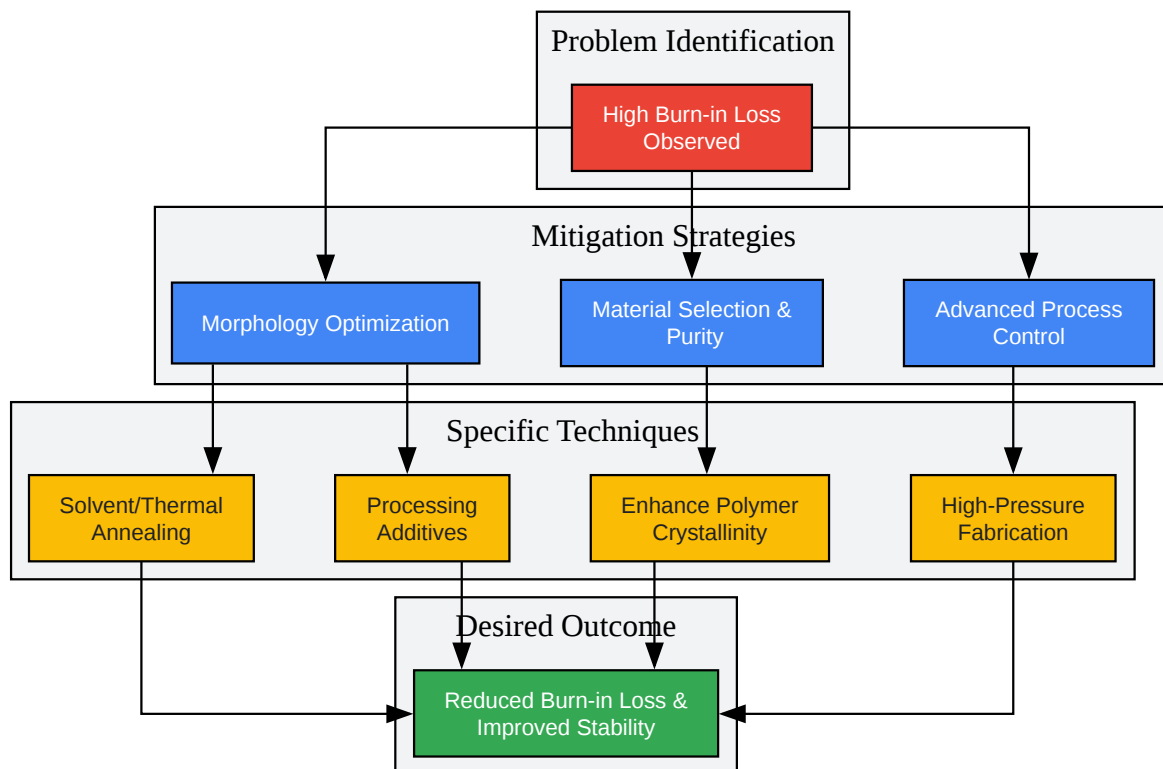 Problem Identification
High Burn-in Loss
Observed
Mitigation Strategies
Morphology Optimization
Material Selection &
Purity
Advanced Process
Control
Specific Techniques
Solvent/Thermal
Annealing
Processing
Additives
Enhance Polymer
Crystallinity
High-Pressure
Fabrication
Desired Outcome
Reduced Burn-in Loss &
Improved Stability